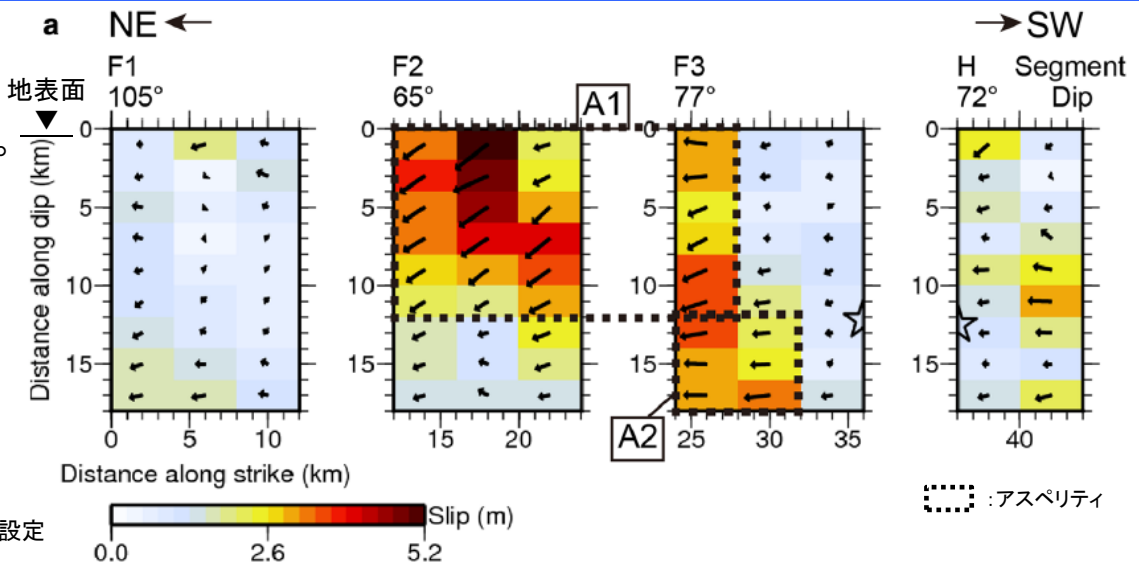 a NE ← → SW
F1 F2 F3 H Segment
地表面 105° 65° A1 77° 72° Dip
▼
。
0 0 0 0
5 5 5
10 10 10
15 15 15
Distance along dip (km)
A2
0 5 10 15 20 25 30 35 40
Distance along strike (km)
:アスペリティ
Slip (m)
設定
0.0 2.6 5.2